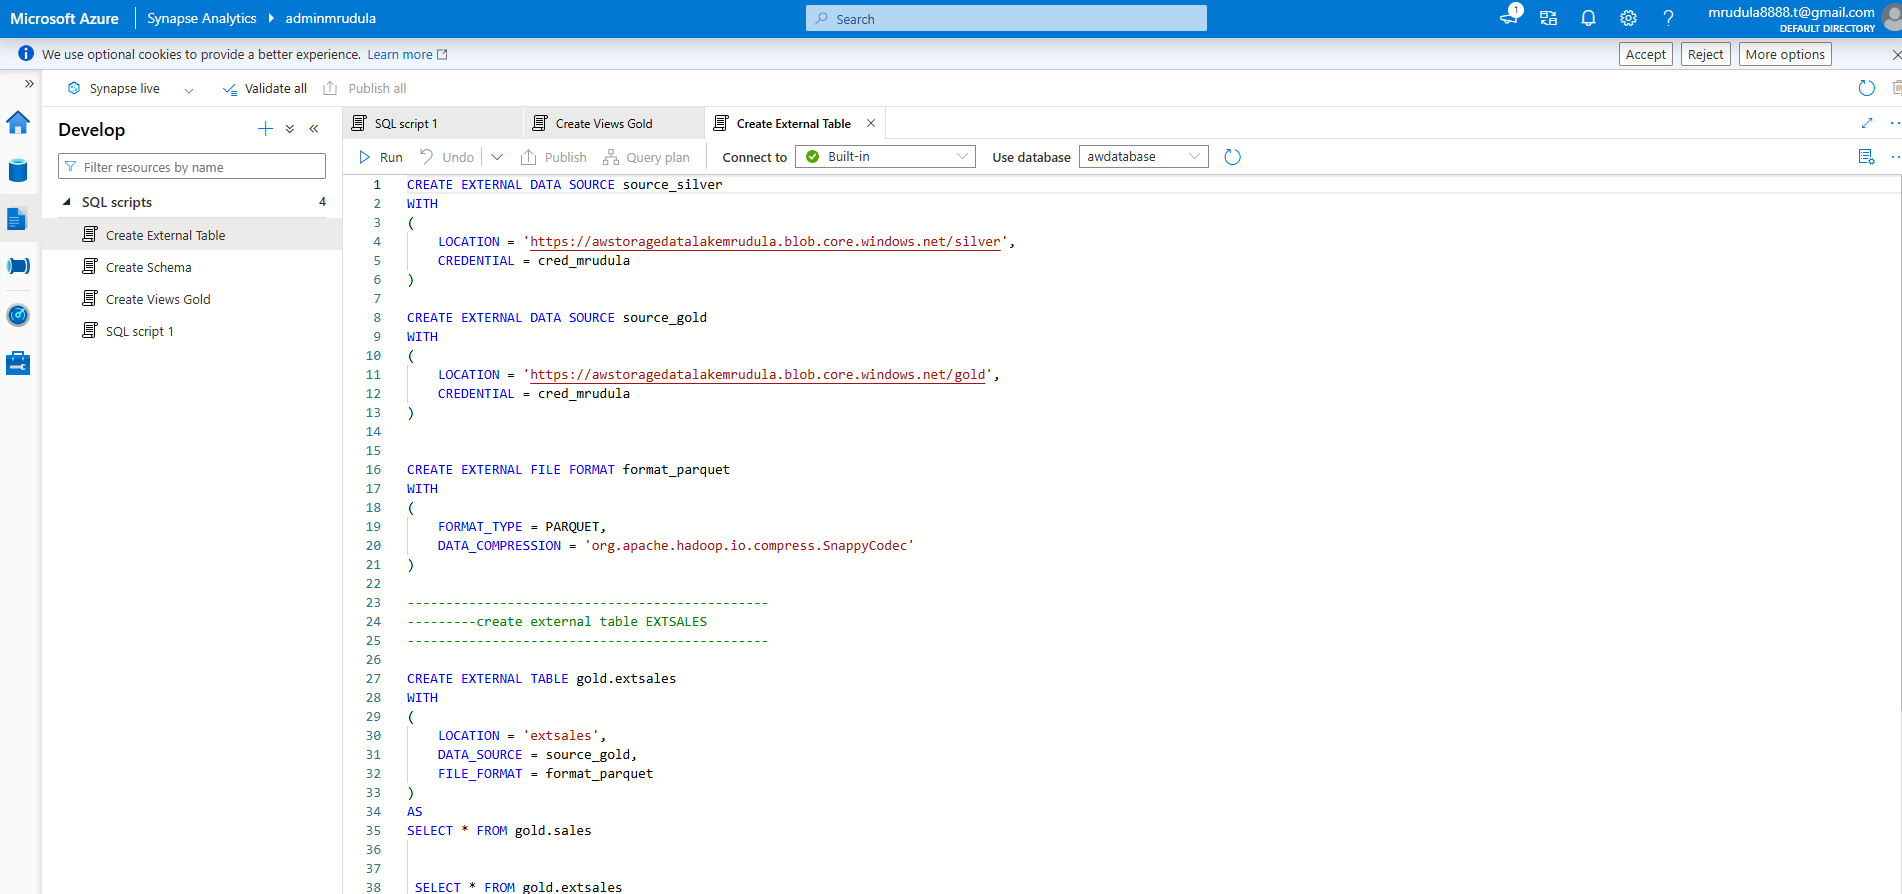 Microsoft Azure
Synapse Analytics
adminmrudula
Search
1
mrudula8888.t@gmail.com
DEFAULT DIRECTORY
We use optional cookies to provide a better experience. Learn more
Accept
Reject
More options
Synapse live
Validate all
Publish all
Develop
Filter resources by name
SQL scripts 4
Create External Table
Create Schema
Create Views Gold
SQL script 1
SQL script 1
Create Views Gold
Create External Table
Run
Undo
Publish
Query plan
Connect to
Built-in
Use database
awdatabase
1 CREATE EXTERNAL DATA SOURCE source_silver
2 WITH
3 (
4 LOCATION = 'https://awstoragedatalakemrudula.blob.core.windows.net/silver',
5 CREDENTIAL = cred_mrudula
6 )
7
8 CREATE EXTERNAL DATA SOURCE source_gold
9 WITH
10 (
11 LOCATION = 'https://awstoragedatalakemrudula.blob.core.windows.net/gold',
12 CREDENTIAL = cred_mrudula
13 )
14
15
16 CREATE EXTERNAL FILE FORMAT format_parquet
17 WITH
18 (
19 FORMAT_TYPE = PARQUET,
20 DATA_COMPRESSION = 'org.apache.hadoop.io.compress.SnappyCodec'
21 )
22
23 -----------------------------------------------
24 ---------create external table EXTSALES
25 -----------------------------------------------
26
27 CREATE EXTERNAL TABLE gold.extsales
28 WITH
29 (
30 LOCATION = 'extsales',
31 DATA_SOURCE = source_gold,
32 FILE_FORMAT = format_parquet
33 )
34 AS
35 SELECT * FROM gold.sales
36
37
38 SELECT * FROM gold.extsales